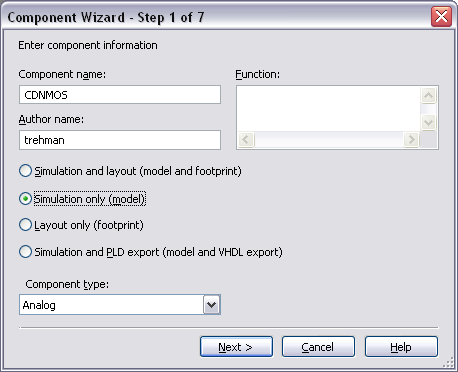 Component Wizard - Step 1 of 7
Enter component information
Component name:
CDNMOS
Function:
Author name:
trehman
Simulation and layout (model and footprint)
Simulation only (model)
Layout only (footprint)
Simulation and PLD export (model and VHDL export)
Component type:
Analog
Next > Cancel Help